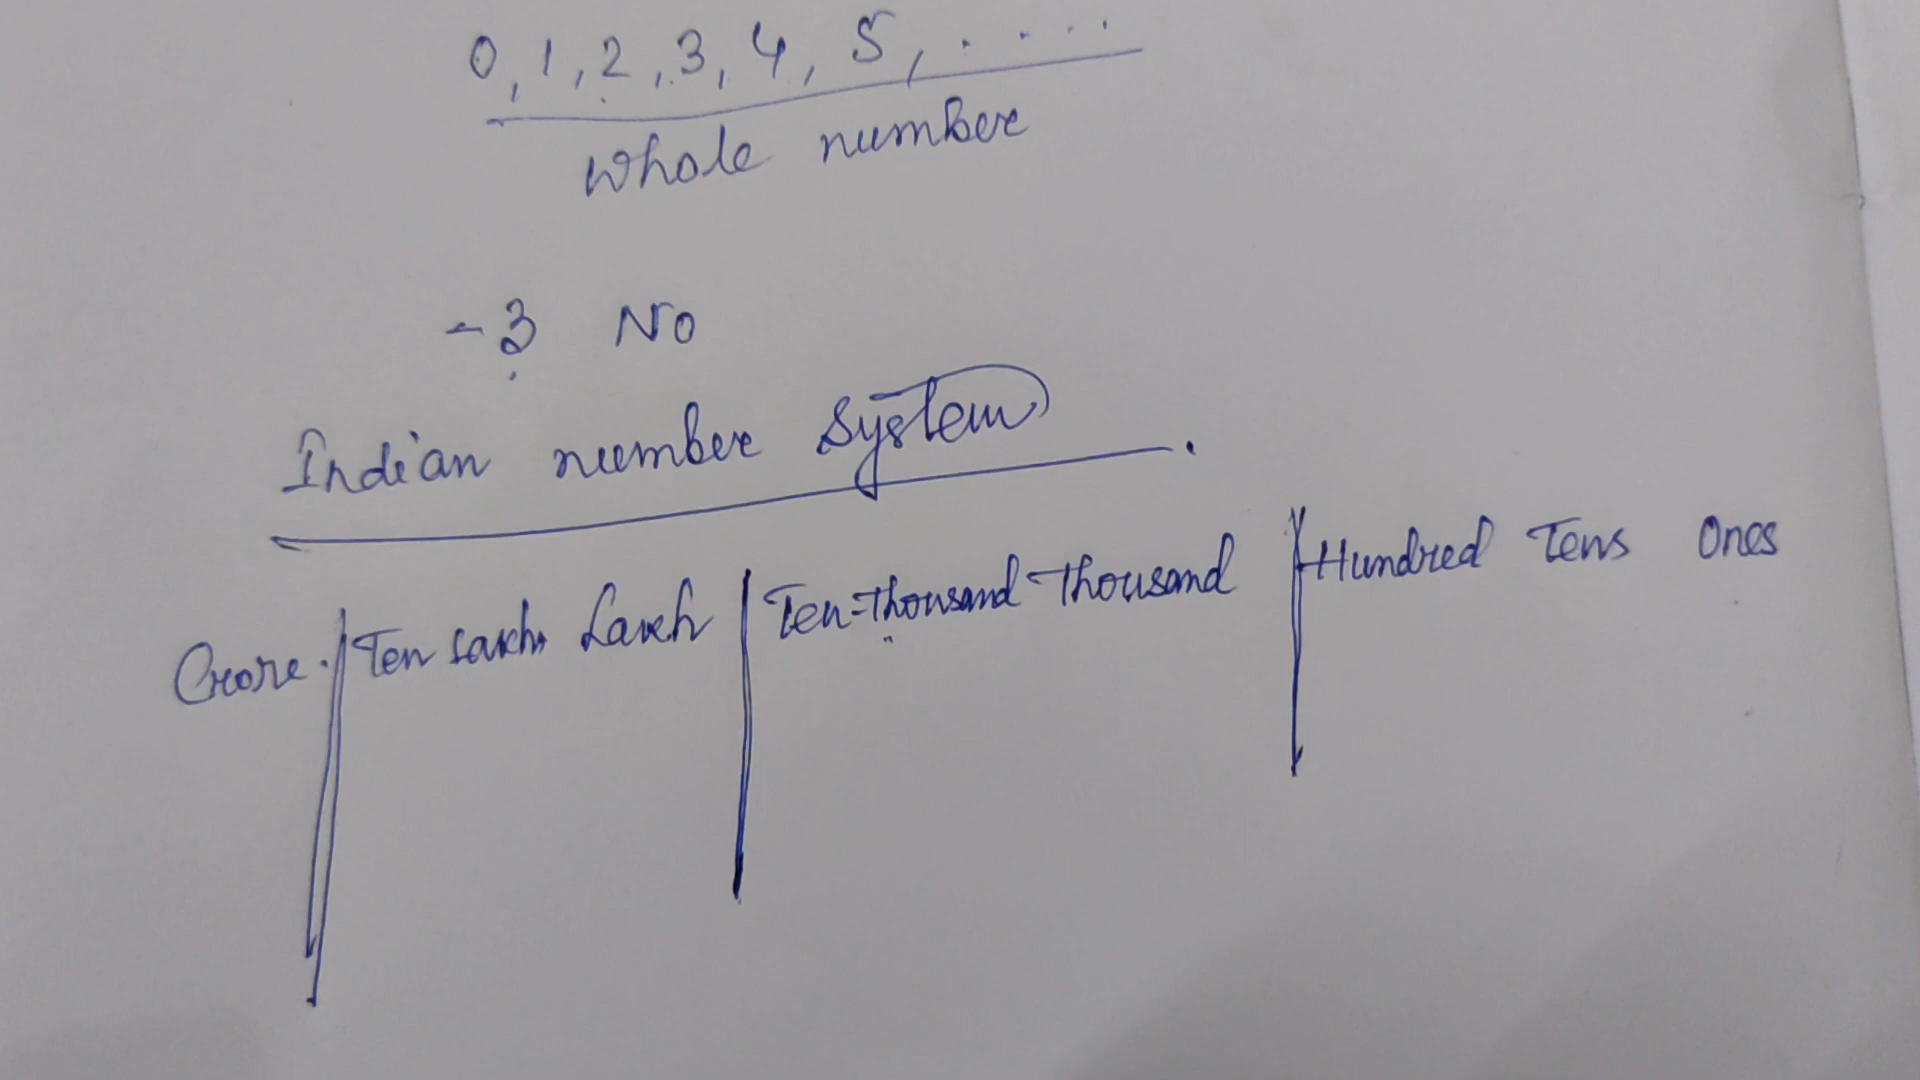 0, 1, 2, 3, 4, 5, . . . .
whole number
-3 No
Indian number System.
Crore. Ten Lakh Lakh Ten-thousand Thousand Hundred Tens Ones